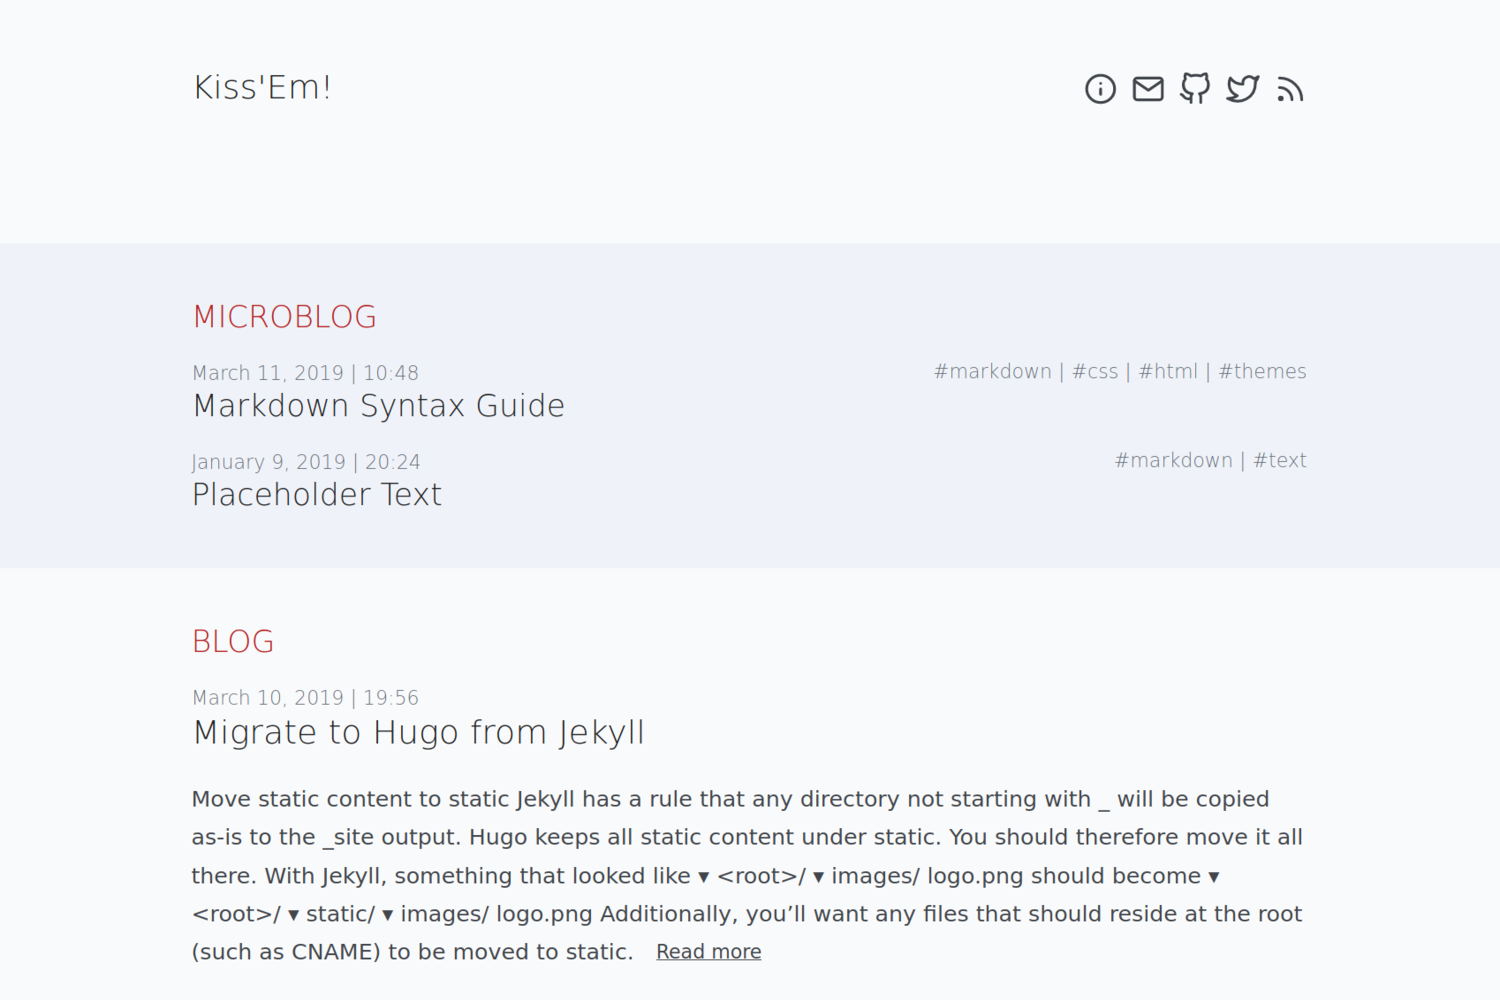 Kiss'Em!
MICROBLOG
March 11, 2019 | 10:48
#markdown | #css | #html | #themes
Markdown Syntax Guide
January 9, 2019 | 20:24
#markdown | #text
Placeholder Text
BLOG
March 10, 2019 | 19:56
Migrate to Hugo from Jekyll
Move static content to static Jekyll has a rule that any directory not starting with _ will be copied
as-is to the _site output. Hugo keeps all static content under static. You should therefore move it all
there. With Jekyll, something that looked like ▾ <root>/ ▾ images/ logo.png should become ▾
<root>/ ▾ static/ ▾ images/ logo.png Additionally, you’ll want any files that should reside at the root
(such as CNAME) to be moved to static. Read more